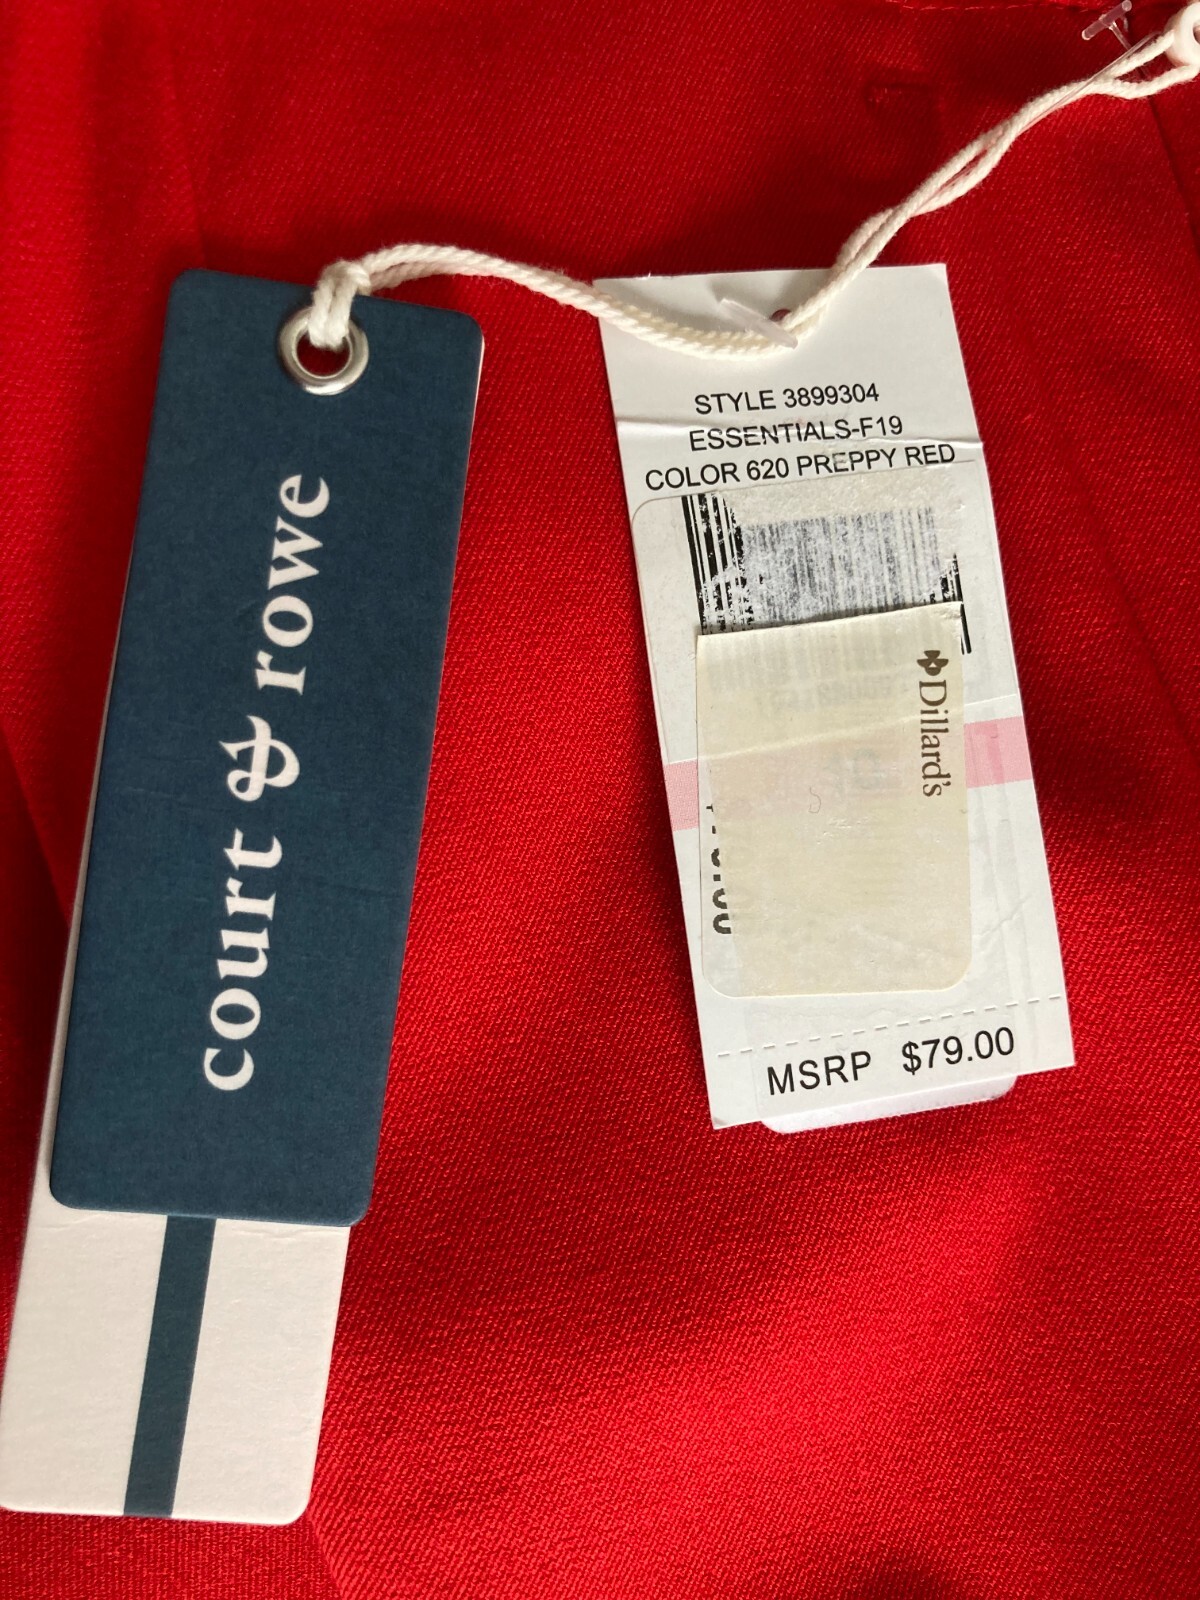 court & rowe
STYLE 3899304
ESSENTIALS-F19
COLOR 620 PREPPY RED
Dillard's
MSRP $79.00